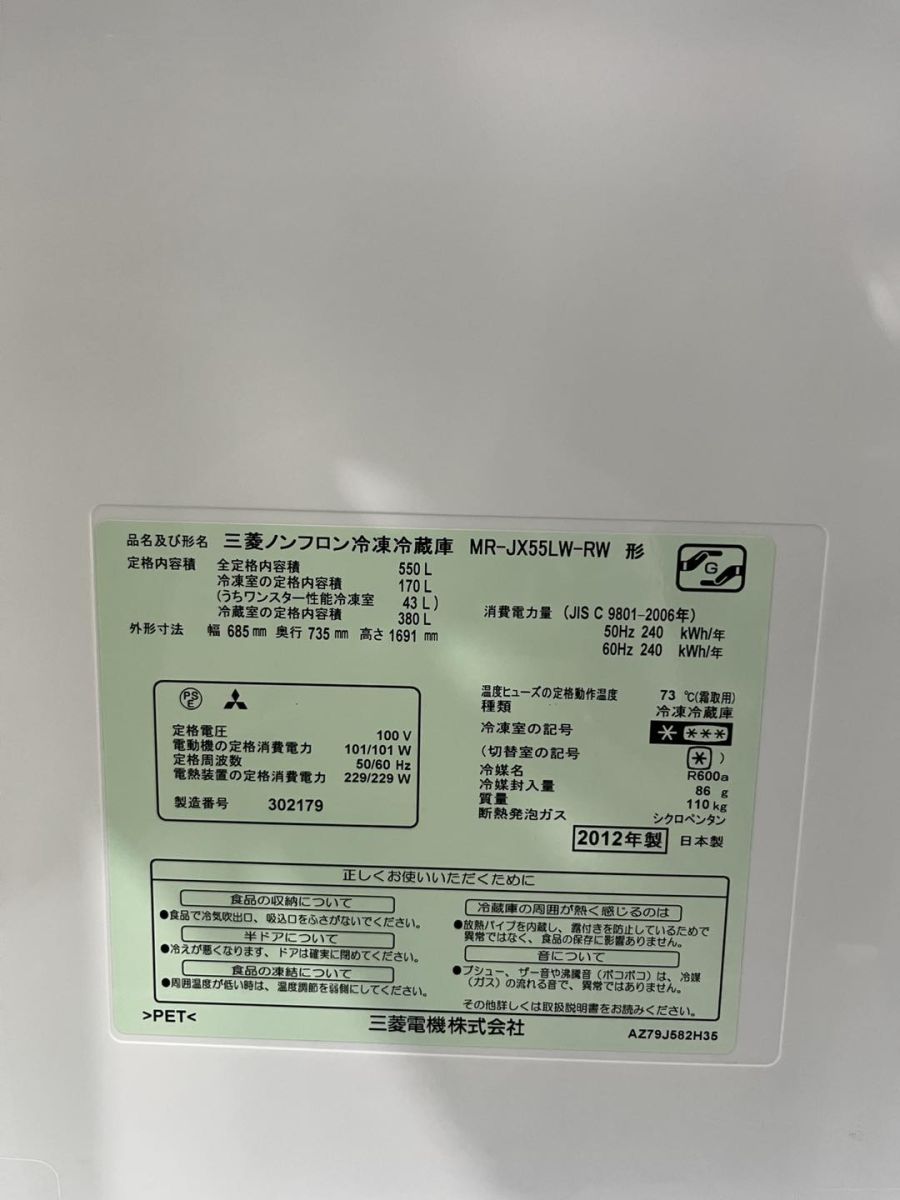 品名及び形名 三菱ノンフロン冷凍冷蔵庫 MR-JX55LW-RW 形
G
定格内容積 全定格内容積 550 L
冷凍室の定格内容積 170 L
(うちワンスター性能冷凍室 43 L)
冷蔵室の定格内容積 380 L
外形寸法 幅 685 mm 奥行 735 mm 高さ 1691 mm
消費電力量 (JIS C 9801-2006年)
50Hz 240 kWh/年
60Hz 240 kWh/年
PS
E
定格電圧 100 V
電動機の定格消費電力 101/101 W
定格周波数 50/60 Hz
電熱装置の定格消費電力 229/229 W
製造番号 302179
温度ヒューズの定格動作温度 73 ℃(霜取用)
種類 冷凍冷蔵庫
冷凍室の記号 * ***
(切替室の記号 * )
冷媒名 R600a
冷媒封入量 86 g
質量 110 kg
断熱発泡ガス シクロペンタン
2012年製 日本製
正しくお使いいただくために
食品の収納について
●食品で冷気吹出口、吸込口をふさがないでください。
半ドアについて
●冷えが悪くなります、ドアは確実に閉めてください。
食品の凍結について
●周囲温度が低い時は、温度調節を弱側にしてください。
冷蔵庫の周囲が熱く感じるのは
●放熱パイプを内蔵し、露付きを防止しているためで
異常ではなく、食品の保存に影響ありません。
音について
●プシュー、ザー音や沸騰音(ポコポコ)は、冷媒
(ガス)の流れる音で、異常ではありません。
その他詳しくは取扱説明書をお読みください。
>PET< 三菱電機株式会社 AZ79J582H35